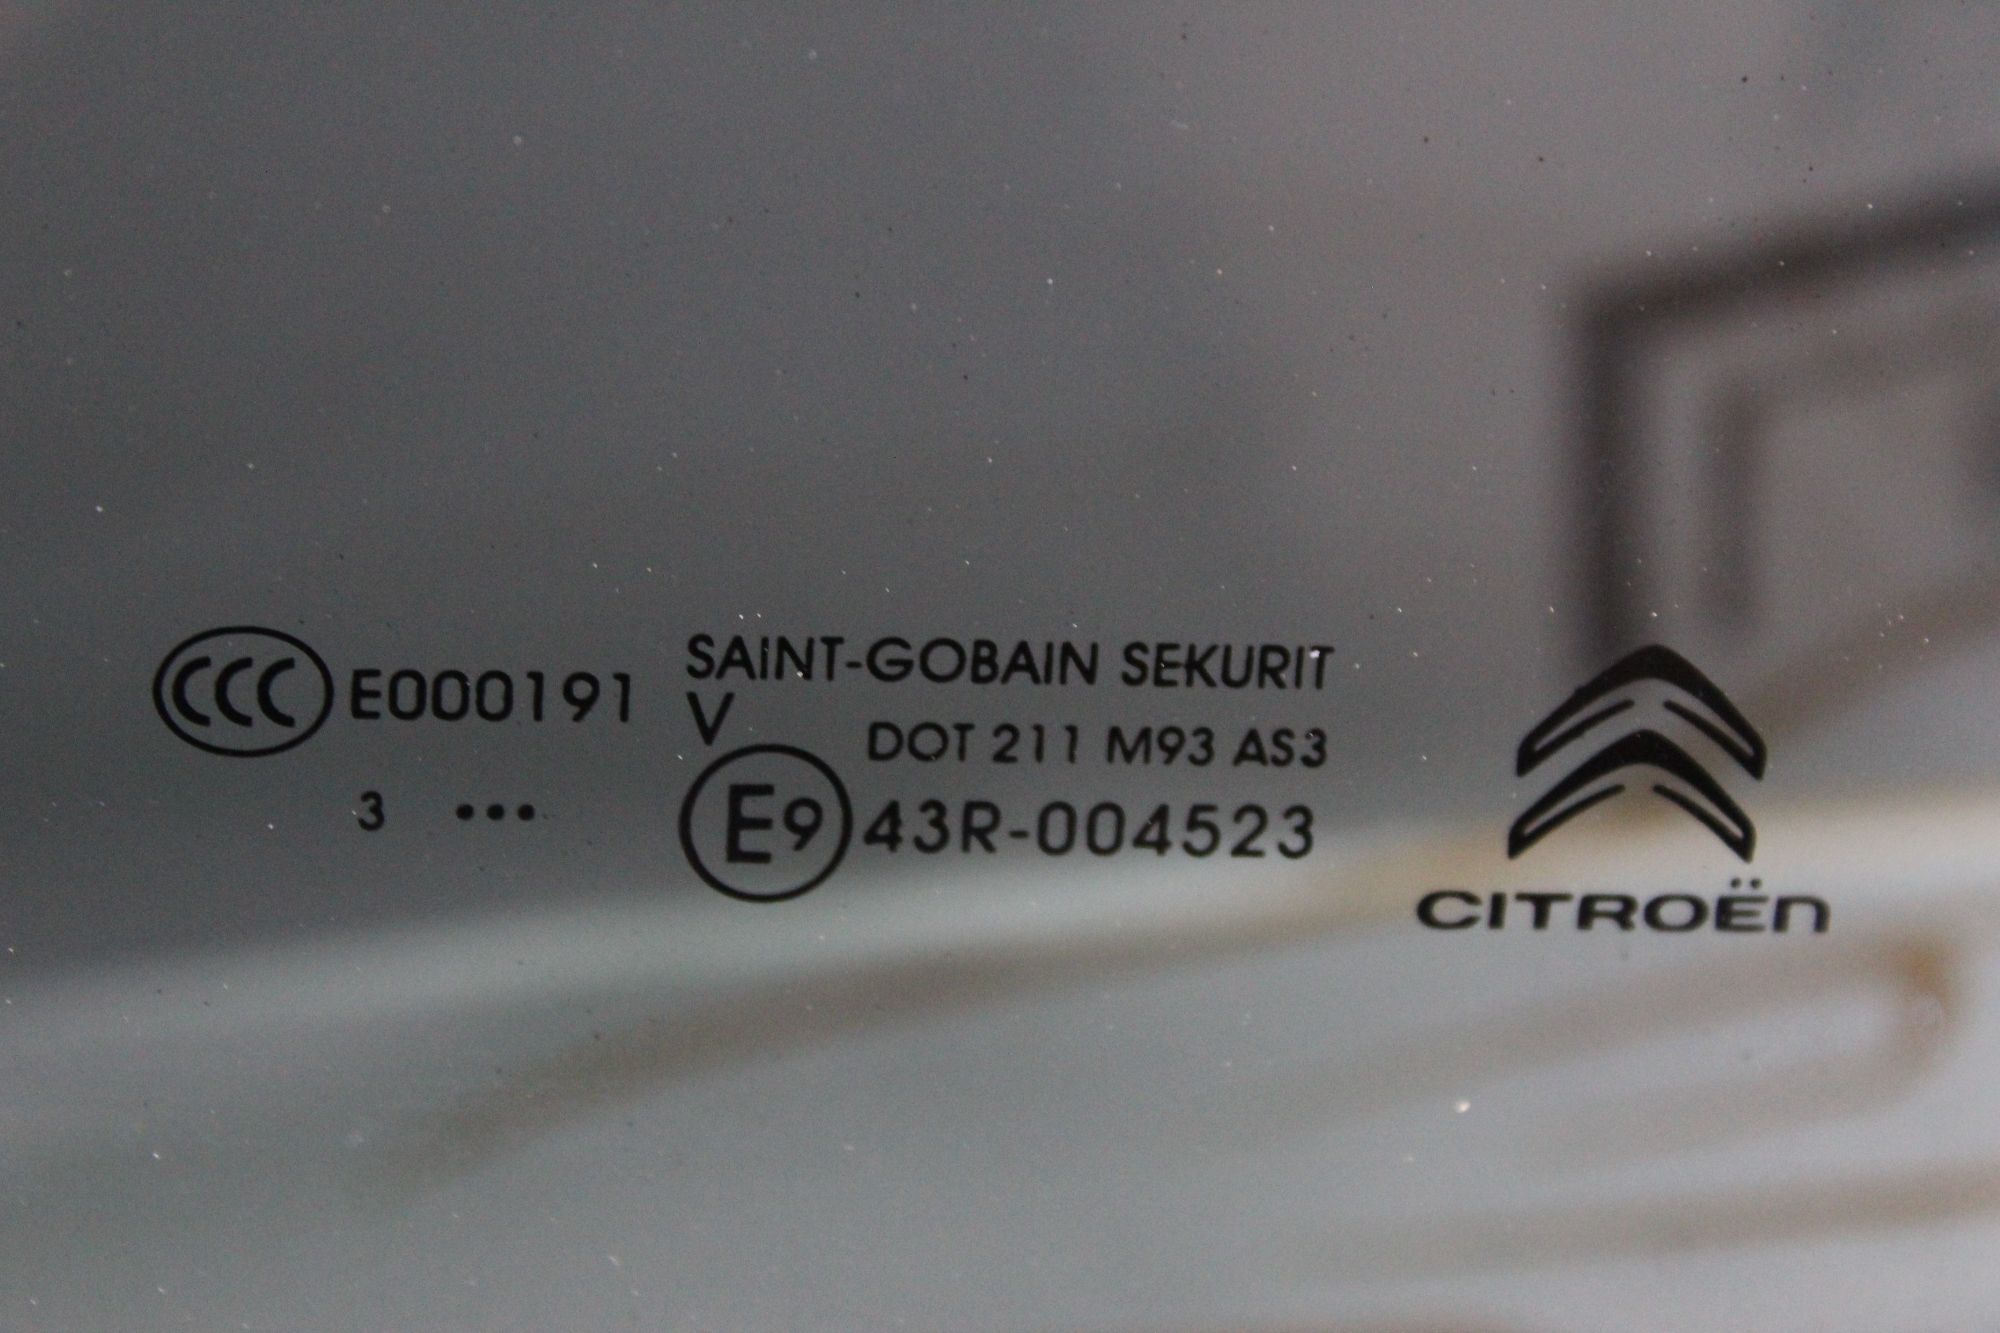 CCC E000191
3 •••
SAINT-GOBAIN SEKURIT
V
DOT 211 M93 AS3
E9 43R-004523
CITROËN